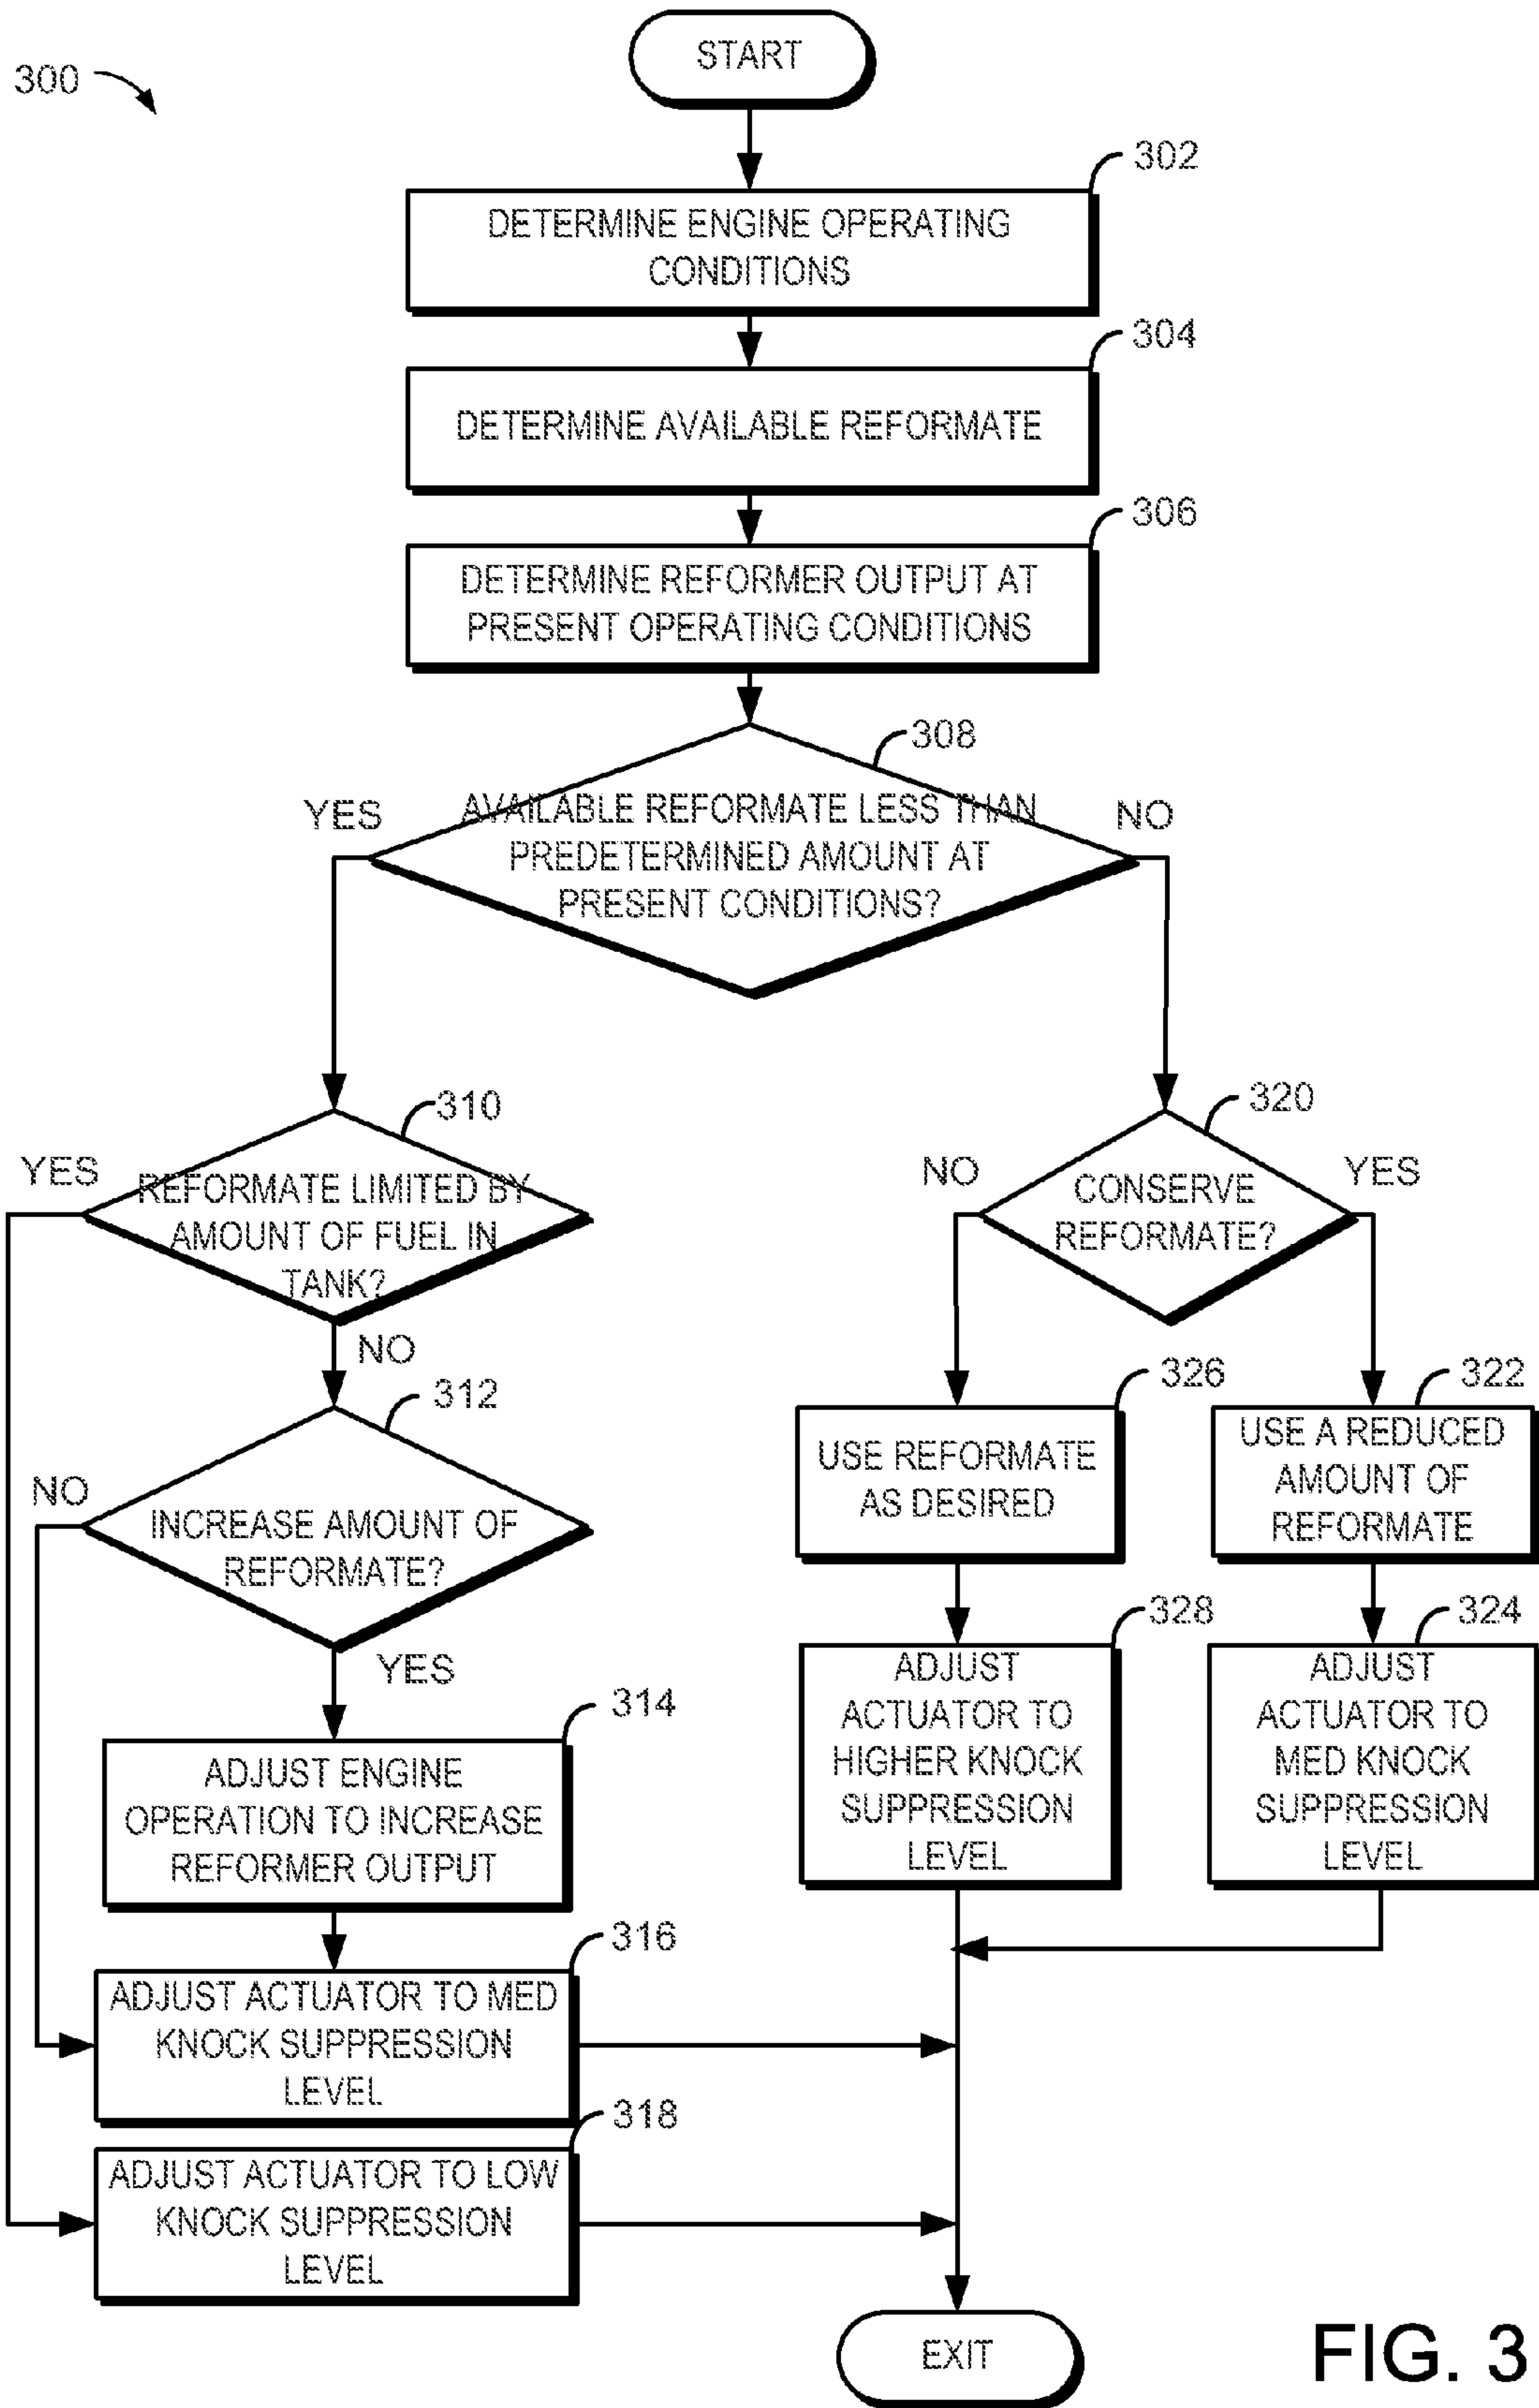 300
START
302
DETERMINE ENGINE OPERATING
CONDITIONS
304
DETERMINE AVAILABLE REFORMATE
306
DETERMINE REFORMER OUTPUT AT
PRESENT OPERATING CONDITIONS
308
YES
AVAILABLE REFORMATE LESS THAN
PREDETERMINED AMOUNT AT
PRESENT CONDITIONS?
NO
310
YES
REFORMATE LIMITED BY
AMOUNT OF FUEL IN
TANK?
NO
312
NO
INCREASE AMOUNT OF
REFORMATE?
YES
314
ADJUST ENGINE
OPERATION TO INCREASE
REFORMER OUTPUT
316
ADJUST ACTUATOR TO MED
KNOCK SUPPRESSION
LEVEL
318
ADJUST ACTUATOR TO LOW
KNOCK SUPPRESSION
LEVEL
320
NO
CONSERVE
REFORMATE?
YES
326
USE REFORMATE
AS DESIRED
322
USE A REDUCED
AMOUNT OF
REFORMATE
328
ADJUST
ACTUATOR TO
HIGHER KNOCK
SUPPRESSION
LEVEL
324
ADJUST
ACTUATOR TO
MED KNOCK
SUPPRESSION
LEVEL
EXIT
FIG. 3